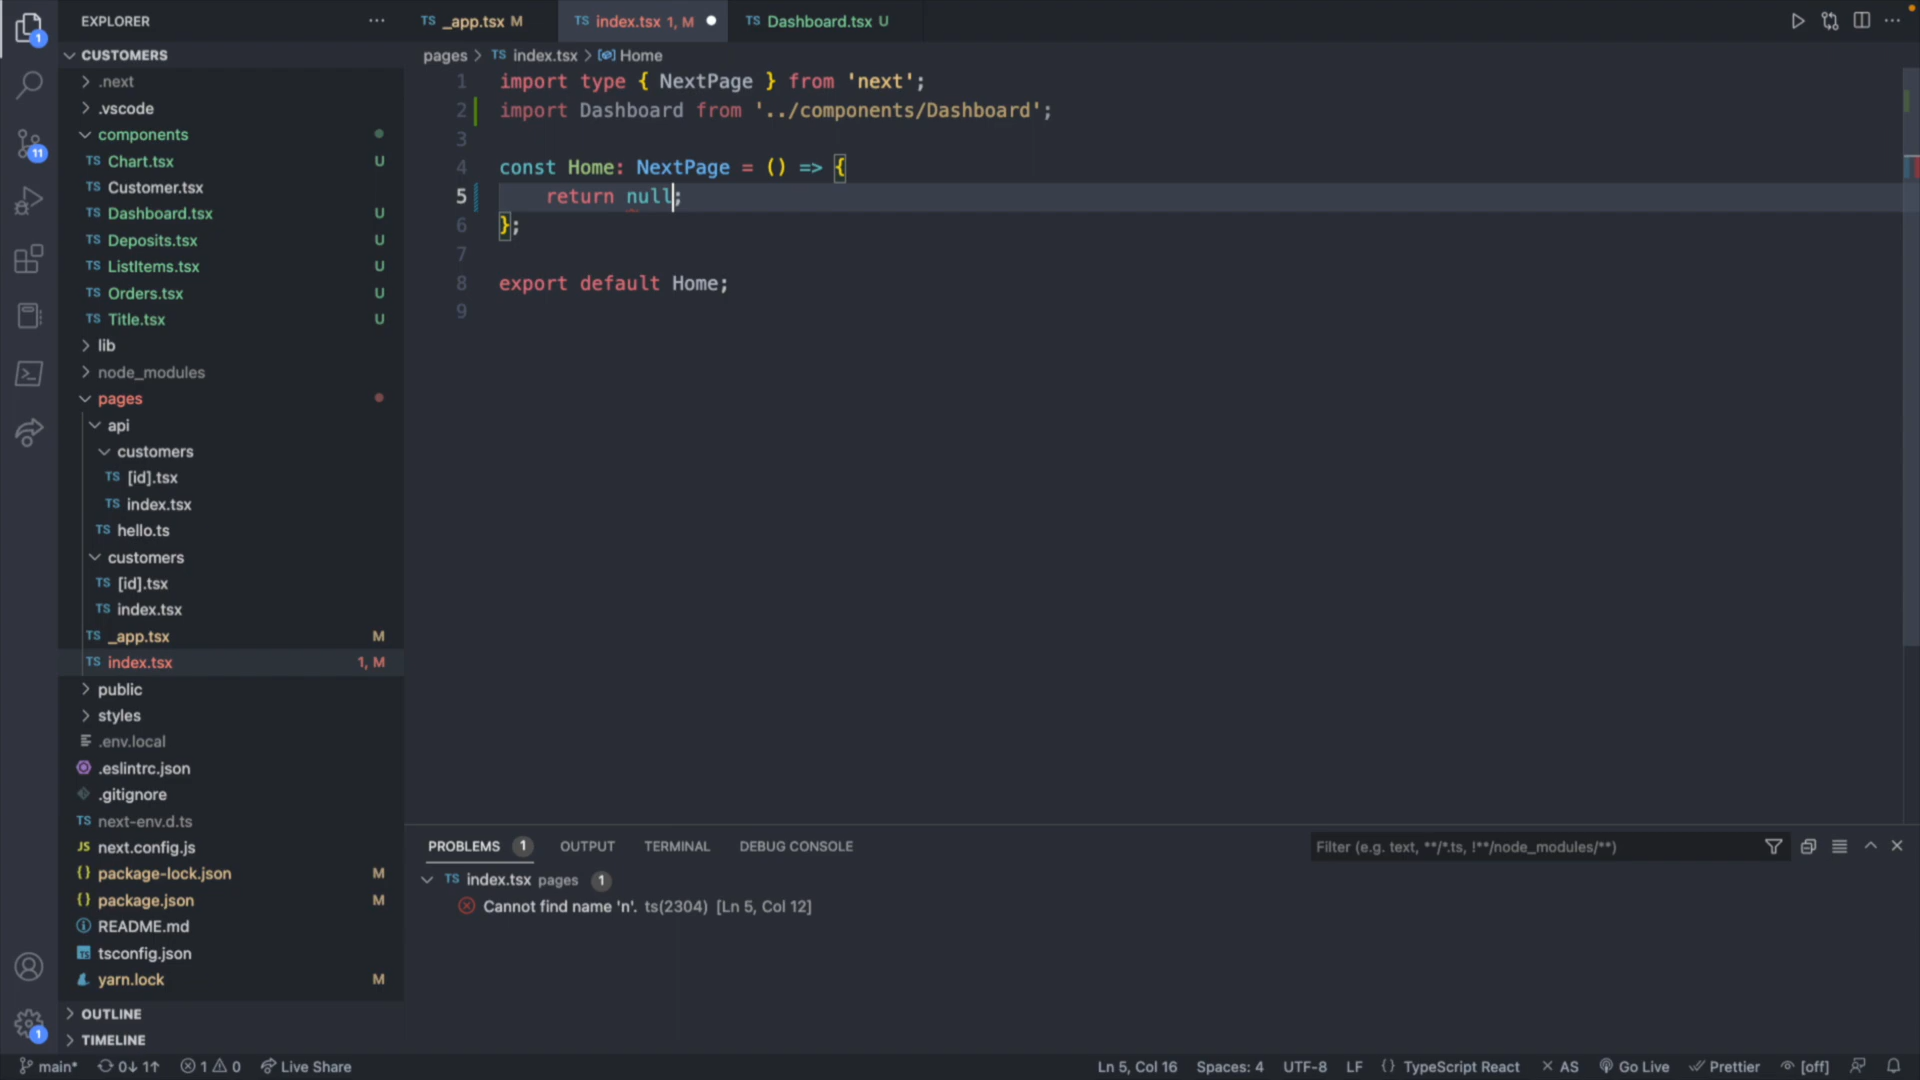 EXPLORER
CUSTOMERS
.next
.vscode
components
TS Chart.tsx U
Customer.tsx
TS Dashboard.tsx U
TS Deposits.tsx U
TS ListItems.tsx U
TS Orders.tsx U
TS Title.tsx U
lib
node_modules
pages
api
customers
TS [id].tsx
TS index.tsx
TS hello.ts
customers
TS [id].tsx
TS index.tsx
TS _app.tsx M
TS index.tsx 1, M
public
styles
.env.local
.eslintrc.json
.gitignore
TS next-env.d.ts
JS next.config.js
{} package-lock.json M
{} package.json M
README.md
tsconfig.json
yarn.lock M
OUTLINE
TIMELINE
1
11
1
TS _app.tsx M
TS index.tsx 1, M
TS Dashboard.tsx U
pages > TS index.tsx > Home
1 import type { NextPage } from 'next';
2 import Dashboard from '../components/Dashboard';
3
4 const Home: NextPage = () => {
5 return null;
6 };
7
8 export default Home;
9
PROBLEMS 1 OUTPUT TERMINAL DEBUG CONSOLE
Filter (e.g. text, **/*.ts, !**/node_modules/**)
TS index.tsx pages 1
Cannot find name 'n'. ts(2304) [Ln 5, Col 12]
main* 0↓ 1↑ 1 0 Live Share
Ln 5, Col 16 Spaces: 4 UTF-8 LF {} TypeScript React AS Go Live Prettier [off]